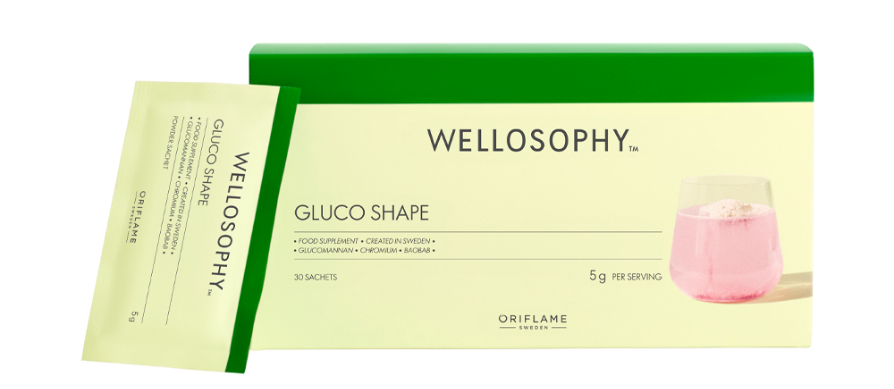 WELLOSOPHY™
GLUCO SHAPE
• FOOD SUPPLEMENT • CREATED IN SWEDEN •
• GLUCOMANNAN • CHROMIUM • BAOBAB •
30 SACHETS
5g PER SERVING
ORIFLAME
SWEDEN
WELLOSOPHY™
GLUCO SHAPE
• FOOD SUPPLEMENT • CREATED IN SWEDEN •
• GLUCOMANNAN • CHROMIUM • BAOBAB •
POWDER SACHET
ORIFLAME
SWEDEN
5g